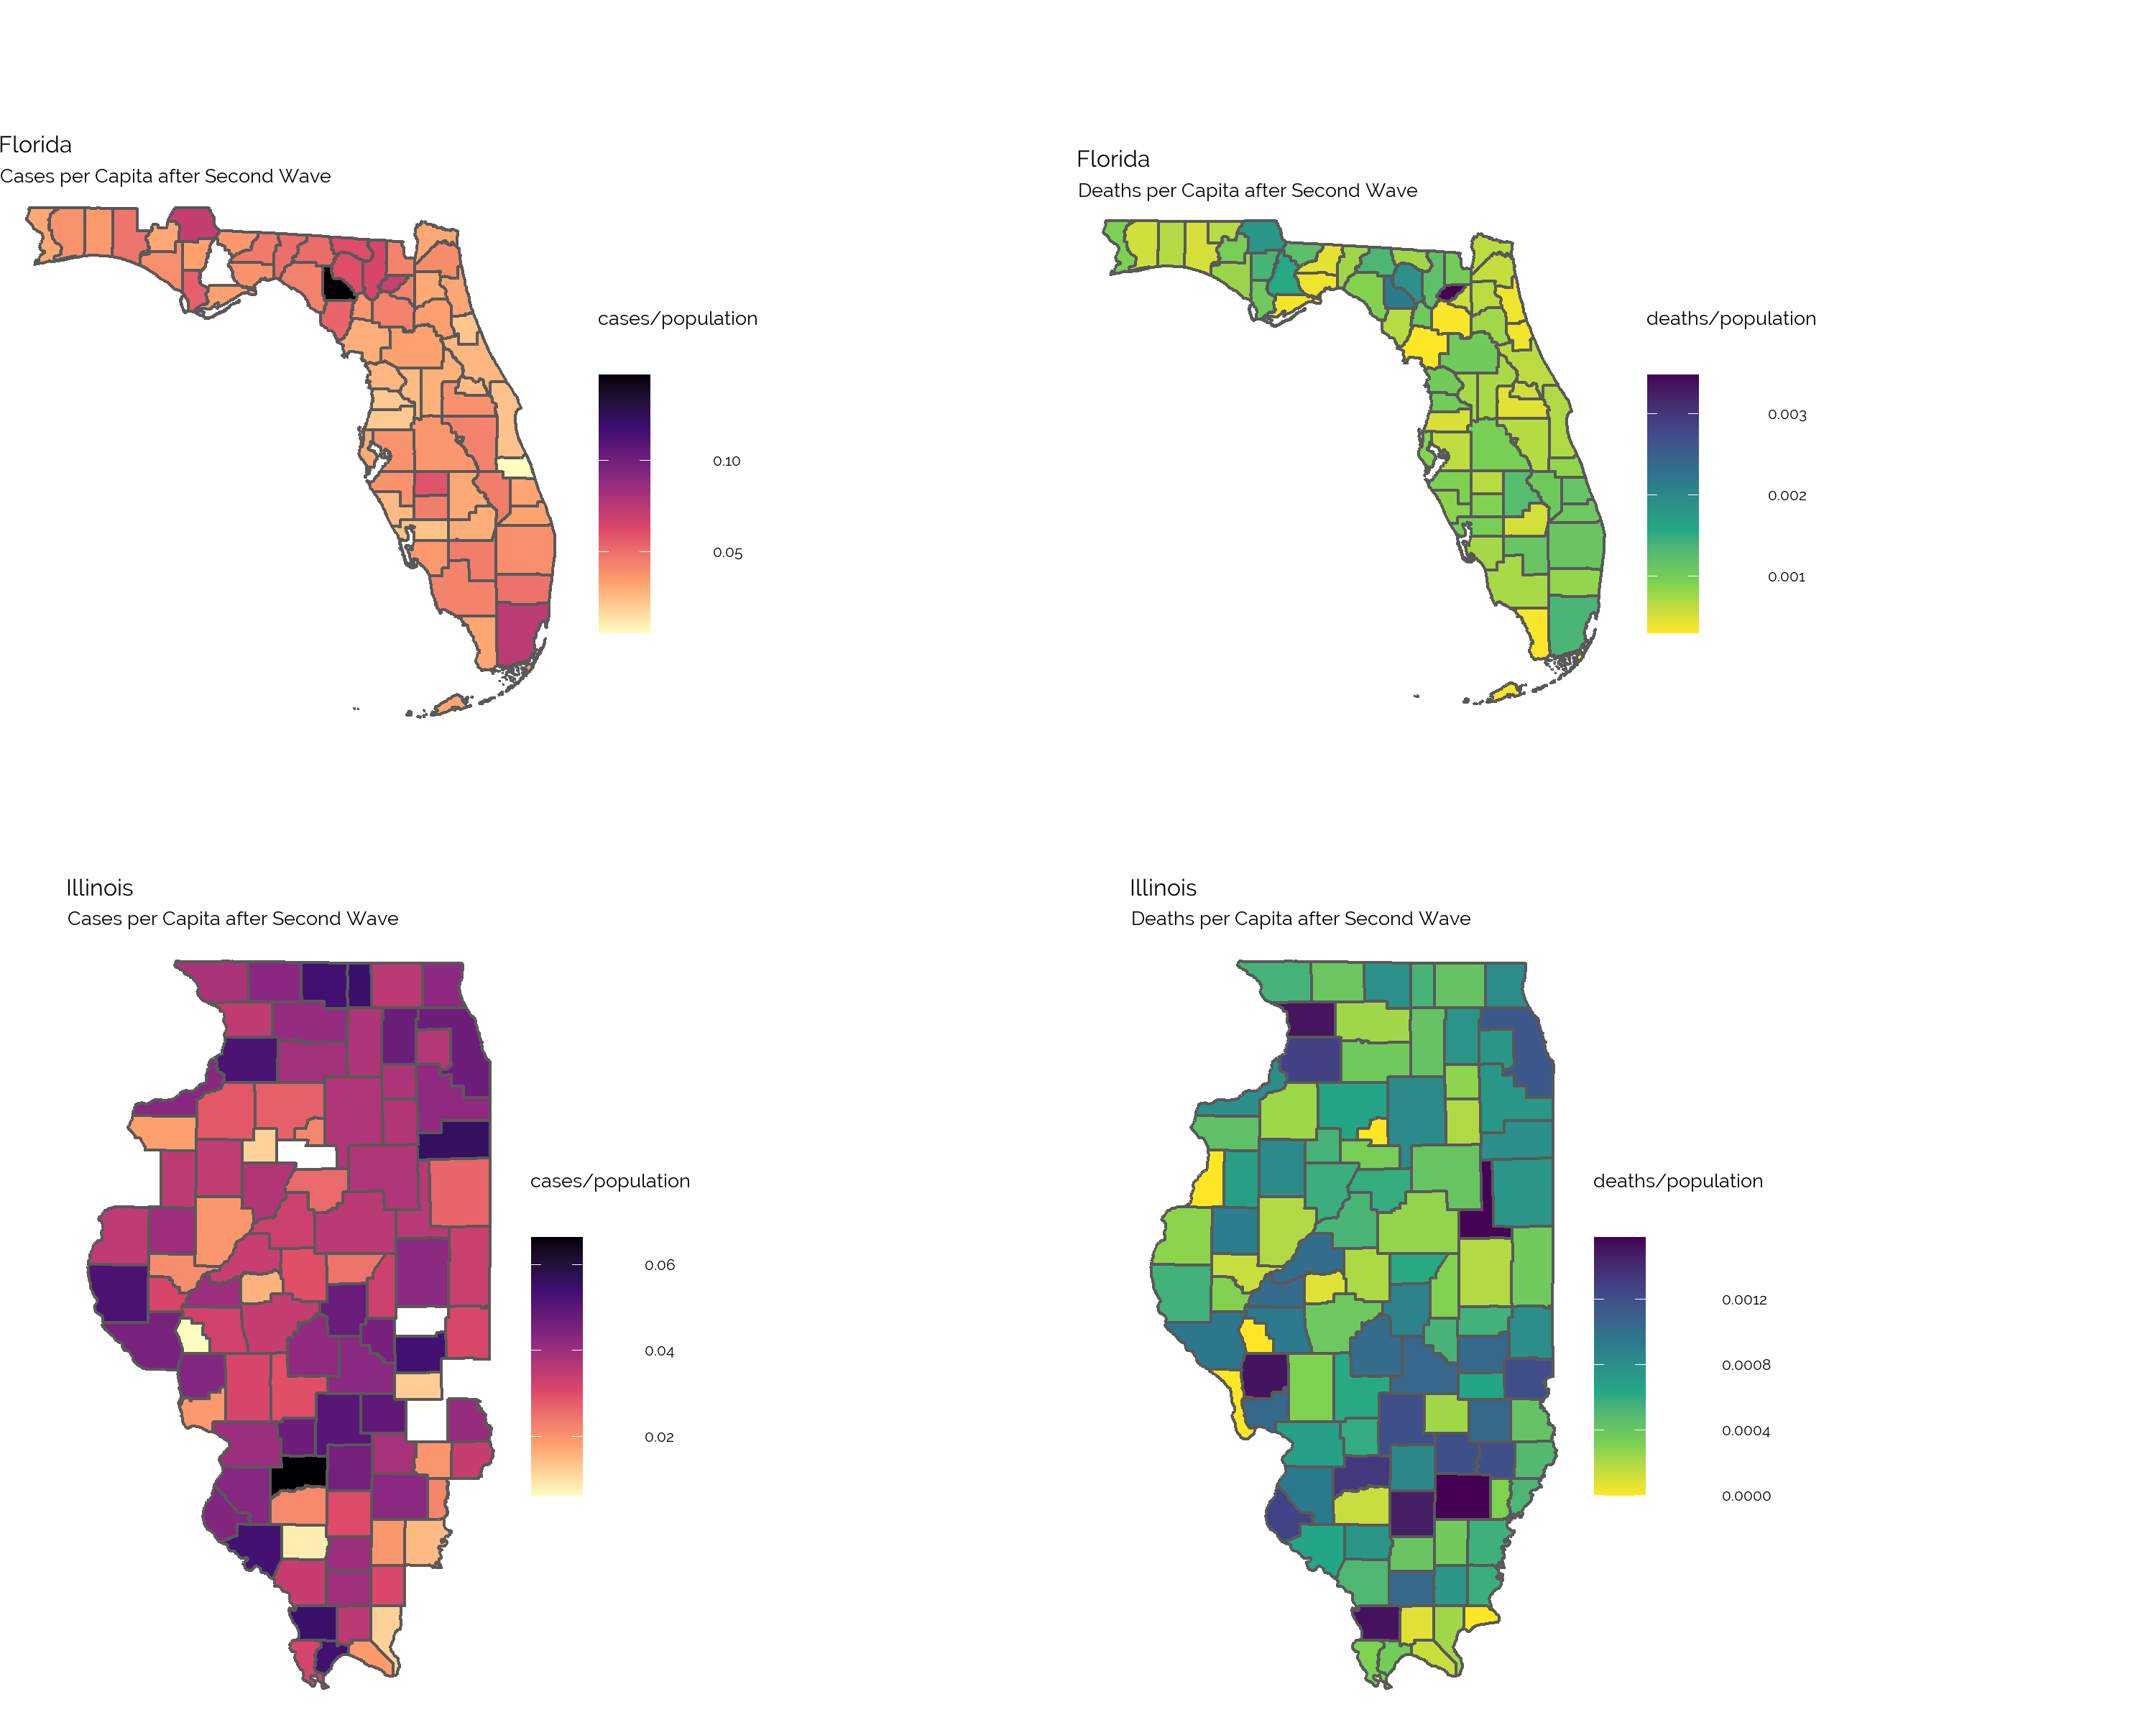 Florida
Cases per Capita after Second Wave
cases/population
0.10
0.05
Florida
Deaths per Capita after Second Wave
deaths/population
0.003
0.002
0.001
Illinois
Cases per Capita after Second Wave
cases/population
0.06
0.04
0.02
Illinois
Deaths per Capita after Second Wave
deaths/population
0.0012
0.0008
0.0004
0.0000